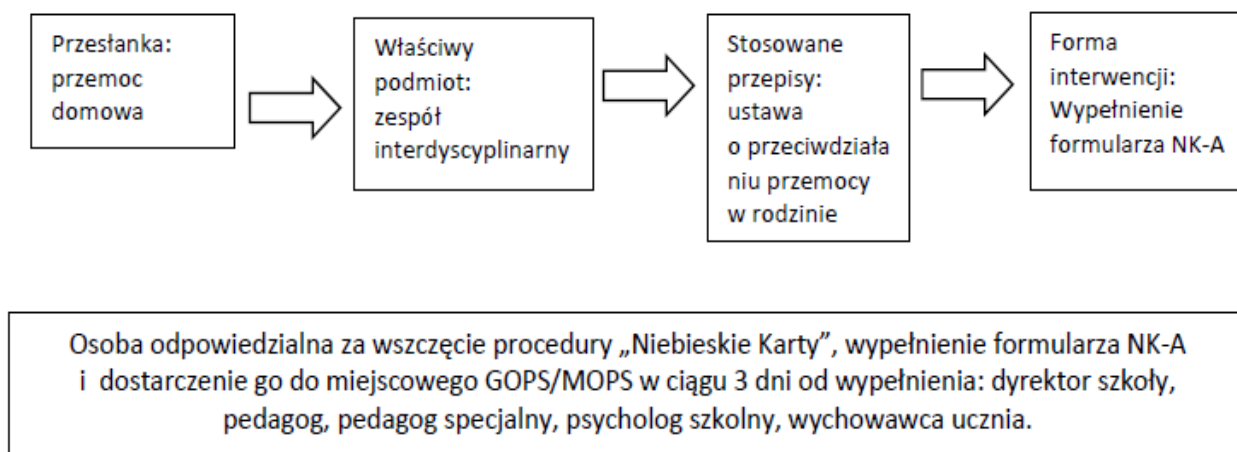 Przesłanka:
przemoc
domowa
Właściwy
podmiot:
zespół
interdyscyplinarny
Stosowane
przepisy:
ustawa
o przeciwdziała
niu przemocy
w rodzinie
Forma
interwencji:
Wypełnienie
formularza NK-A
Osoba odpowiedzialna za wszczęcie procedury „Niebieskie Karty”, wypełnienie formularza NK-A
i dostarczenie go do miejscowego GOPS/MOPS w ciągu 3 dni od wypełnienia: dyrektor szkoły,
pedagog, pedagog specjalny, psycholog szkolny, wychowawca ucznia.